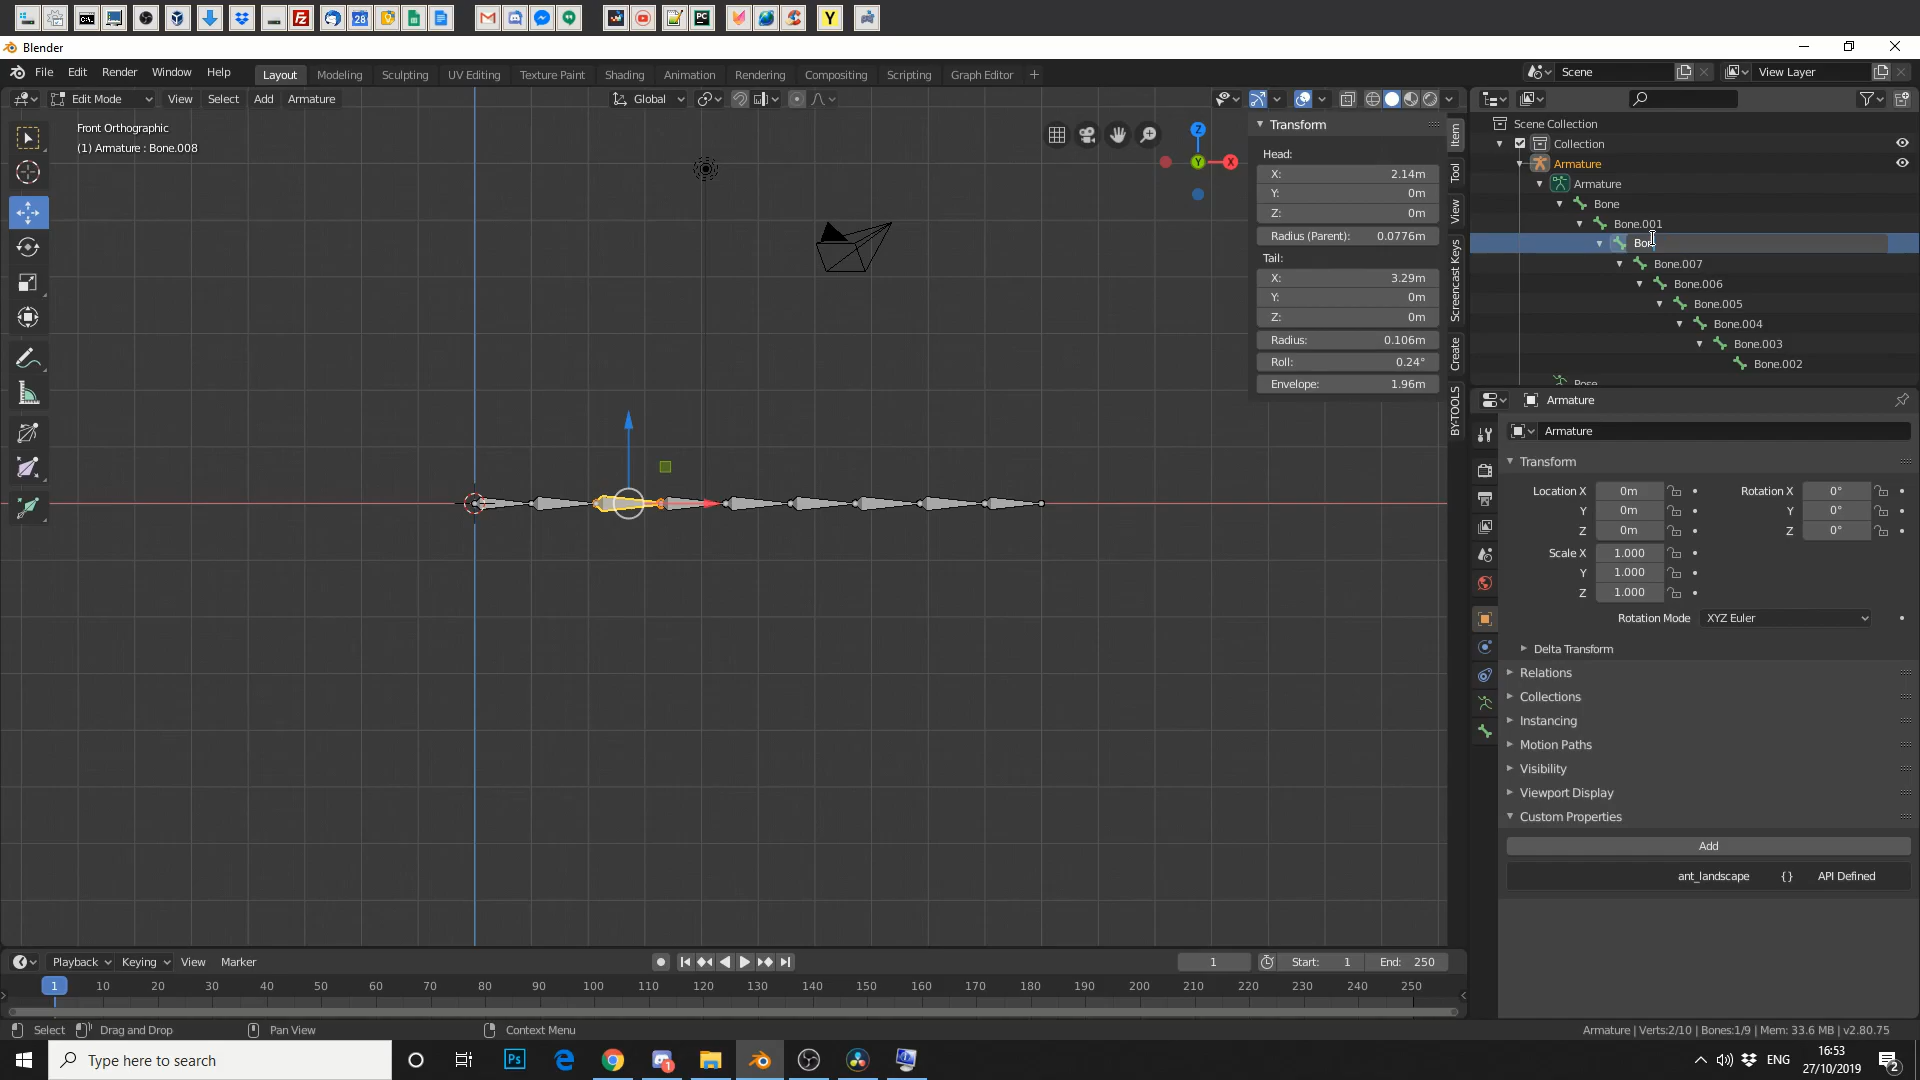 Blender
File Edit Render Window Help
Layout Modeling Sculpting UV Editing Texture Paint Shading Animation Rendering Compositing Scripting Graph Editor +
Scene
View Layer
Edit Mode View Select Add Armature
Global
Front Orthographic
(1) Armature : Bone.008
Z
Y
X
Transform
Head:
X: 2.14m
Y: 0m
Z: 0m
Radius (Parent): 0.0776m
Tail:
X: 3.29m
Y: 0m
Z: 0m
Radius: 0.106m
Roll: 0.24°
Envelope: 1.96m
Item
Tool
View
Screencast Keys
Create
BY-TOOLS
Scene Collection
Collection
Armature
Armature
Bone
Bone.001
Bon
Bone.007
Bone.006
Bone.005
Bone.004
Bone.003
Bone.002
Pose
Armature
Armature
Transform
Location X 0m Rotation X 0°
Y 0m Y 0°
Z 0m Z 0°
Scale X 1.000
Y 1.000
Z 1.000
Rotation Mode XYZ Euler
Delta Transform
Relations
Collections
Instancing
Motion Paths
Visibility
Viewport Display
Custom Properties
Add
ant_landscape {} API Defined
Playback Keying View Marker
1
Start: 1
End: 250
1 10 20 30 40 50 60 70 80 90 100 110 120 130 140 150 160 170 180 190 200 210 220 230 240 250
Select Drag and Drop Pan View Context Menu
Armature | Verts:2/10 | Bones:1/9 | Mem: 33.6 MB | v2.80.75
Type here to search
ENG
16:53
27/10/2019